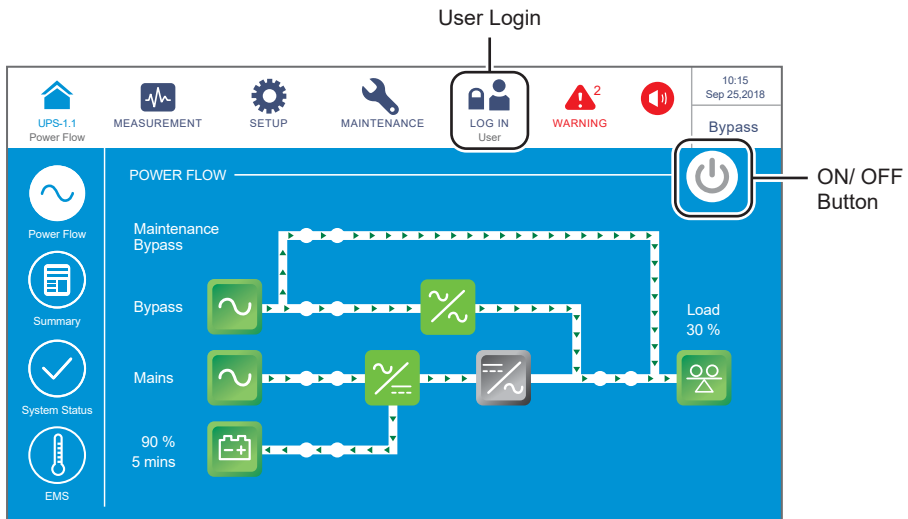 User Login
UPS-1.1
Power Flow
MEASUREMENT
SETUP
MAINTENANCE
LOG IN
User
2
WARNING
10:15
Sep 25,2018
Bypass
POWER FLOW
ON/ OFF
Button
Power Flow
Summary
System Status
EMS
Maintenance
Bypass
Bypass
Load
30 %
Mains
90 %
5 mins